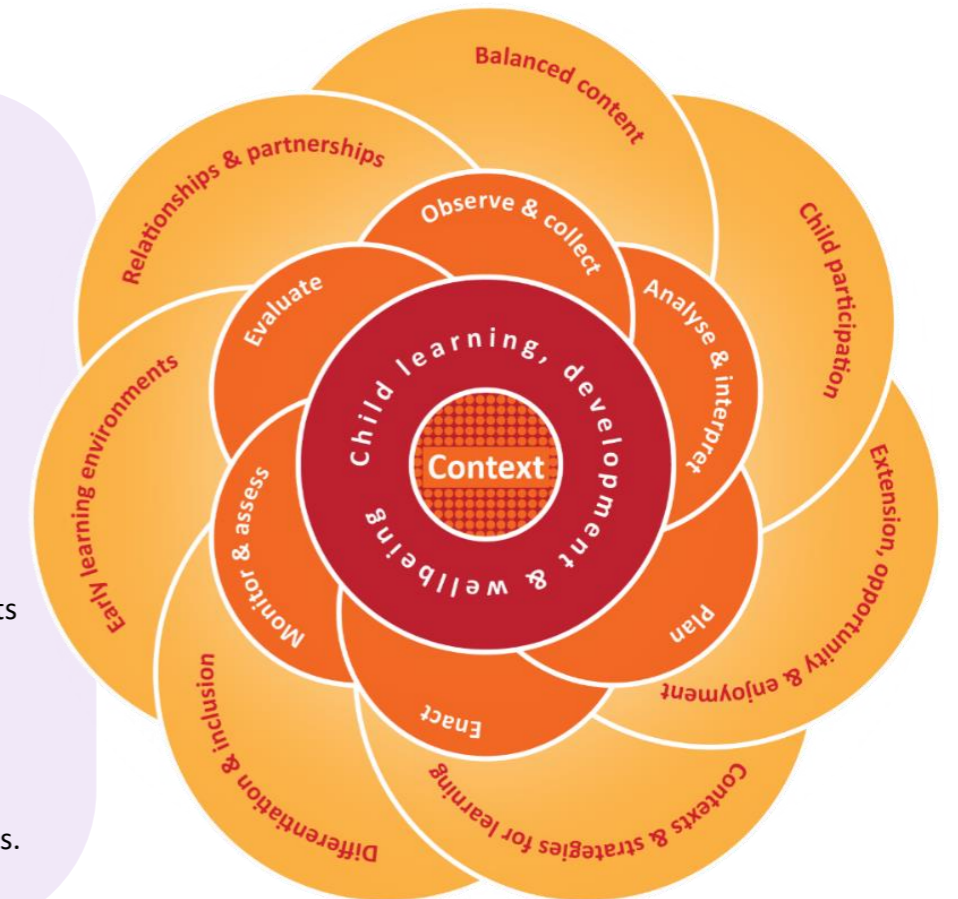 Balanced content
Child participation
Extension, opportunity & enjoyment
Contexts & strategies for learning
Differentiation & inclusion
Early learning environments
Relationships & partnerships
Observe & collect
Analyse & interpret
Plan
Enact
Monitor & assess
Evaluate
Child learning, development & wellbeing
Context